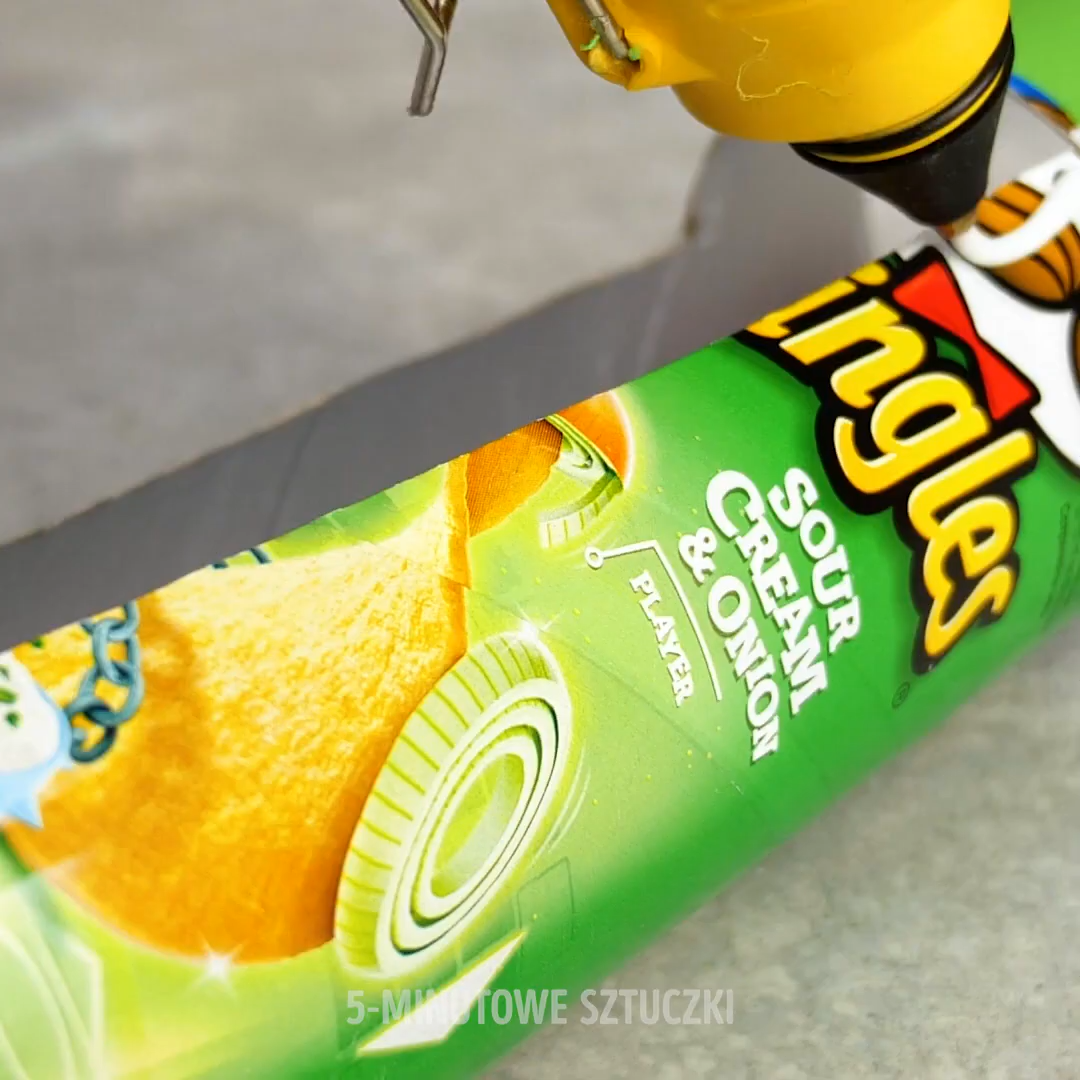 ingles
SOUR
CREAM
& ONION
PLAYER
®
5-MINUTOWE SZTUCZKI